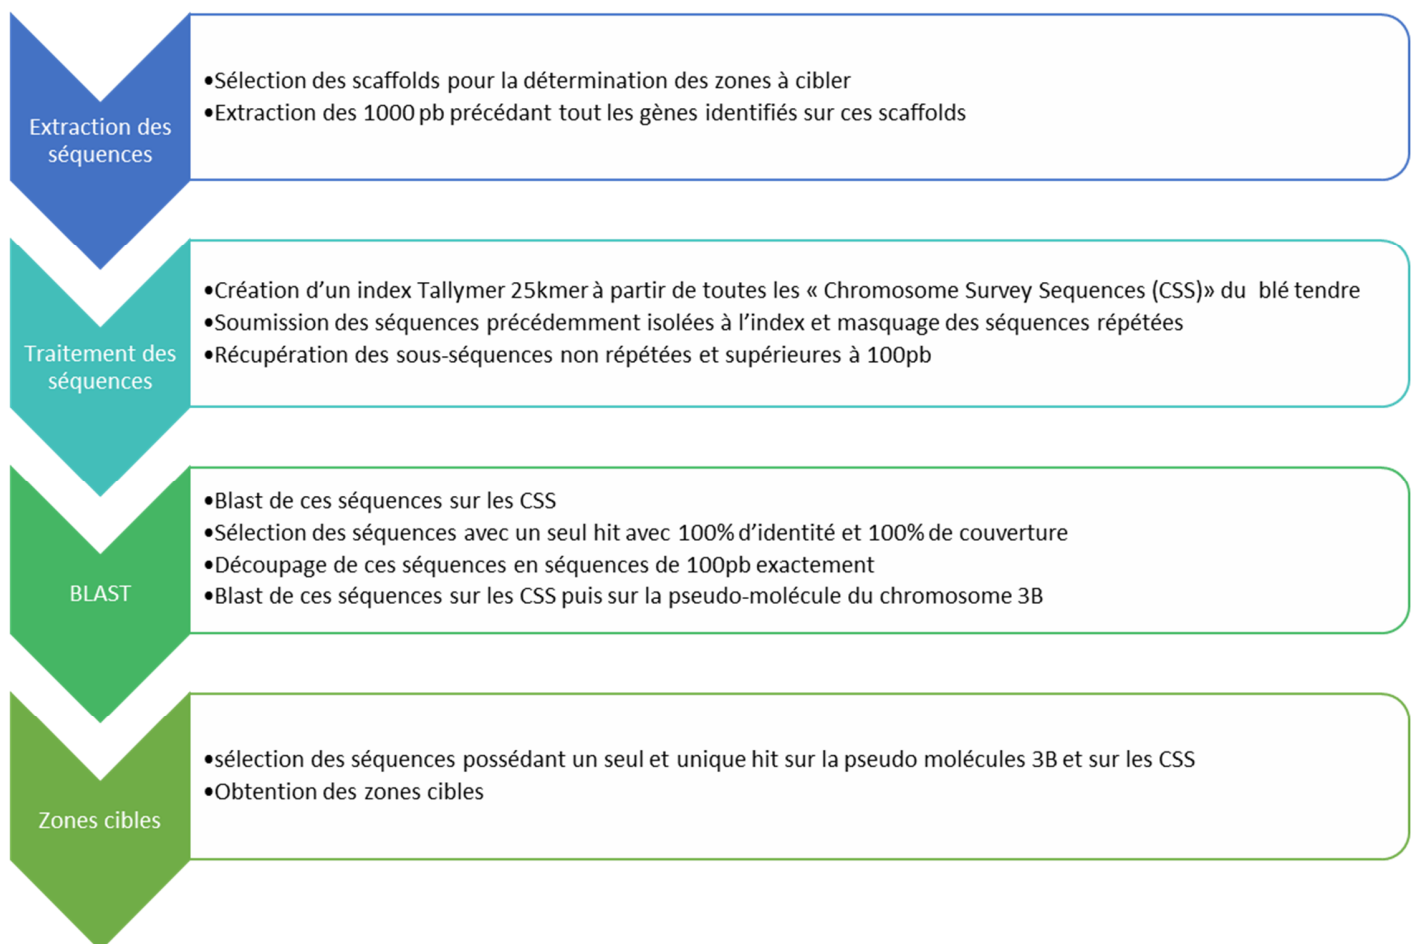 Extraction des
séquences
•Sélection des scaffolds pour la détermination des zones à cibler
•Extraction des 1000 pb précédant tout les gènes identifiés sur ces scaffolds
Traitement des
séquences
•Création d’un index Tallymer 25kmer à partir de toutes les « Chromosome Survey Sequences (CSS)» du  blé tendre
•Soumission des séquences précédemment isolées à l’index et masquage des séquences répétées
•Récupération des sous-séquences non répétées et supérieures à 100pb
BLAST
•Blast de ces séquences sur les CSS
•Sélection des séquences avec un seul hit avec 100% d’identité et 100% de couverture
•Découpage de ces séquences en séquences de 100pb exactement
•Blast de ces séquences sur les CSS puis sur la pseudo-molécule du chromosome 3B
Zones cibles
•sélection des séquences possédant un seul et unique hit sur la pseudo molécules 3B et sur les CSS
•Obtention des zones cibles